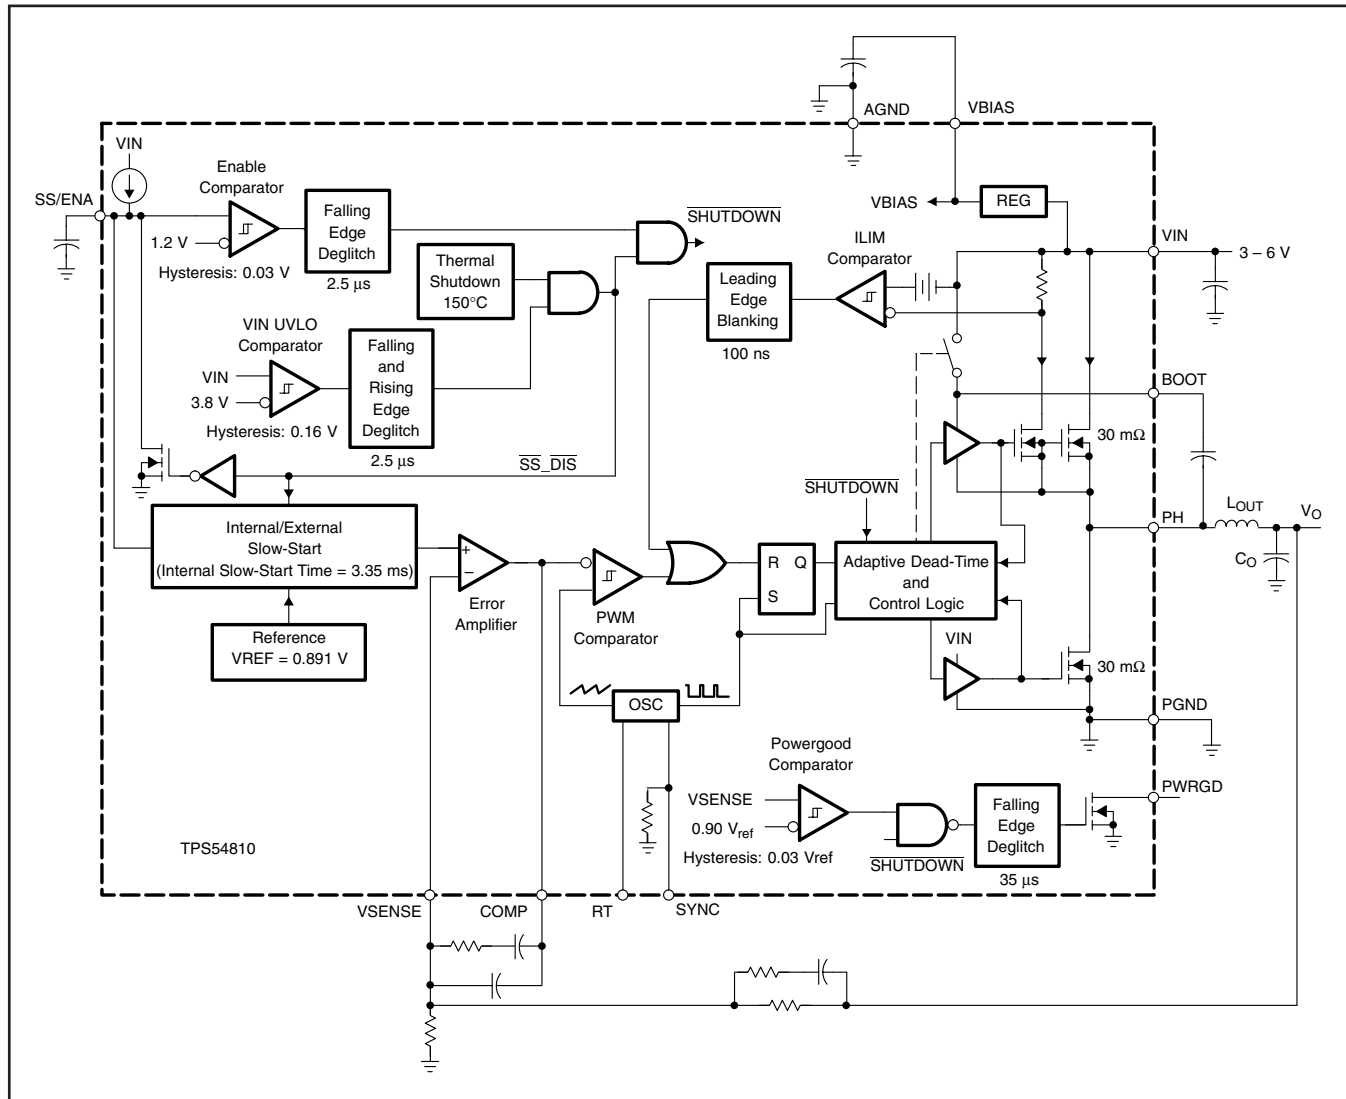 AGND
VBIAS
VIN
Enable
Comparator
SS/ENA
1.2 V
Hysteresis: 0.03 V
Falling
Edge
Deglitch
2.5 μs
SHUTDOWN
VBIAS
REG
VIN
3 – 6 V
ILIM
Comparator
Thermal
Shutdown
150°C
Leading
Edge
Blanking
100 ns
VIN UVLO
Comparator
VIN
3.8 V
Hysteresis: 0.16 V
Falling
and
Rising
Edge
Deglitch
2.5 μs
BOOT
30 mΩ
SS_DIS
SHUTDOWN
PH
LOUT
VO
CO
Internal/External
Slow-Start
(Internal Slow-Start Time = 3.35 ms)
+
−
Error
Amplifier
PWM
Comparator
R Q
S
Adaptive Dead-Time
and
Control Logic
Reference
VREF = 0.891 V
VIN
30 mΩ
OSC
PGND
Powergood
Comparator
VSENSE
0.90 Vref
Hysteresis: 0.03 Vref
SHUTDOWN
Falling
Edge
Deglitch
35 μs
PWRGD
TPS54810
VSENSE
COMP
RT
SYNC